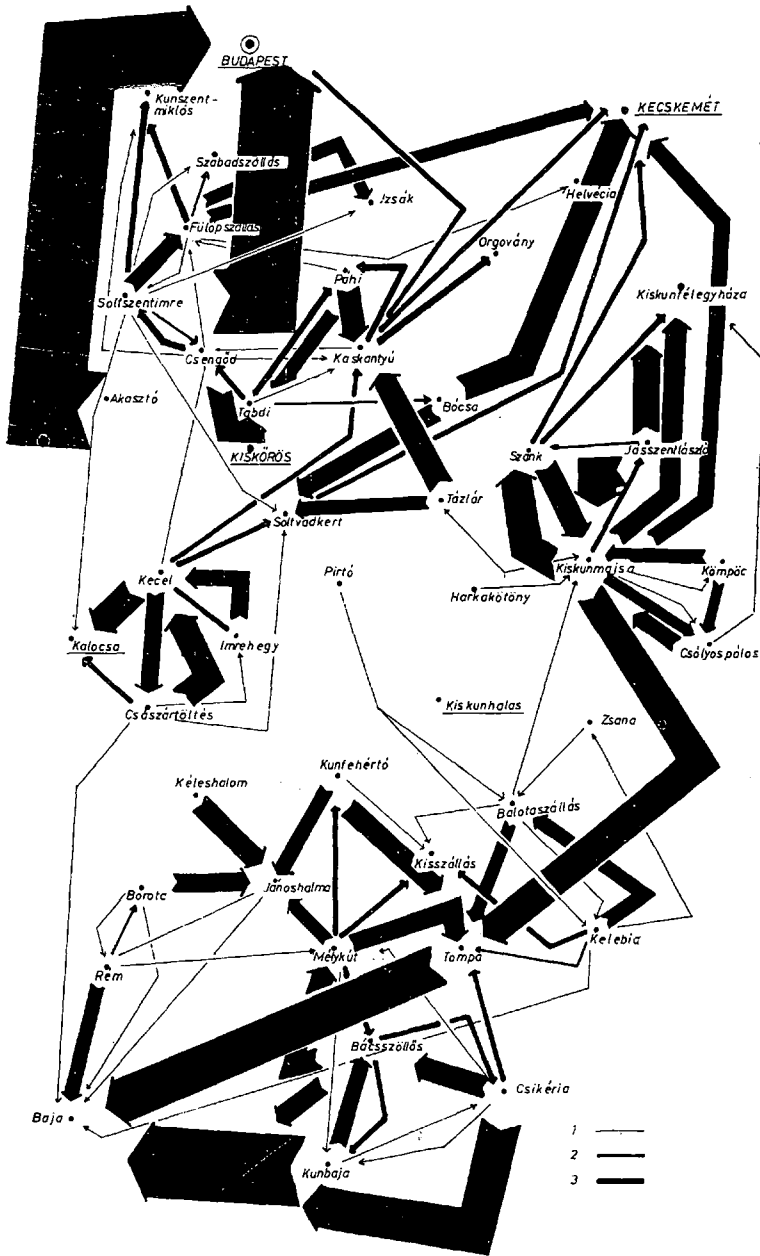 BUDAPEST
Kunszent-
miklós
KECSKEMÉT
Szabadszállás
Izsák
Helvécia
Fülöpszállás
Orgovány
Páhi
Kiskunfélegyháza
Soltszentimre
Csengőd
Kaskantyú
Akasztó
Tabdi
Bócsa
KISKŐRÖS
Szánk
Jásszentlászló
Tázlár
Soltvadkert
Kecel
Pirtó
Kiskunmajsa
Kömpöc
Harkakötöny
Kalocsa
Imrehegy
Csólyospálos
Császártöltés
Kiskunhalas
Zsana
Kunfehértó
Kéleshalom
Balotaszállás
Kisszállás
Jánoshalma
Borota
Kelebia
Mélykút
Tompa
Rém
Bácsszőllős
Csikéria
Baja
Kunbaja
1
2
3